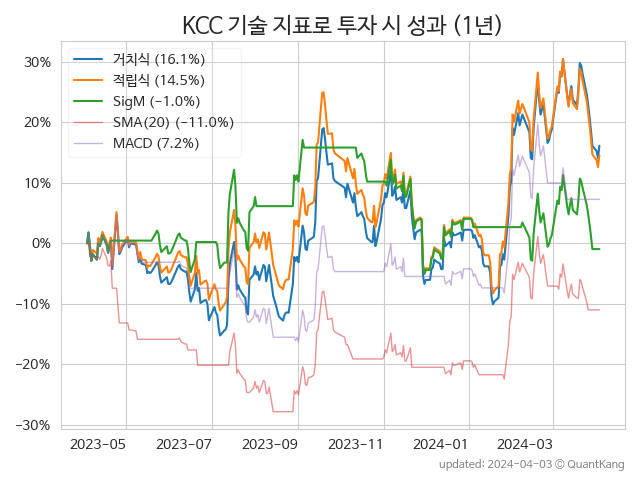 KCC 기술 지표로 투자 시 성과 (1년)
거치식 (16.1%)
적립식 (14.5%)
SigM (−1.0%)
SMA(20) (−11.0%)
MACD (7.2%)
30%
20%
10%
0%
−10%
−20%
−30%
2023-05
2023-07
2023-09
2023-11
2024-01
2024-03
updated: 2024-04-03 © QuantKang